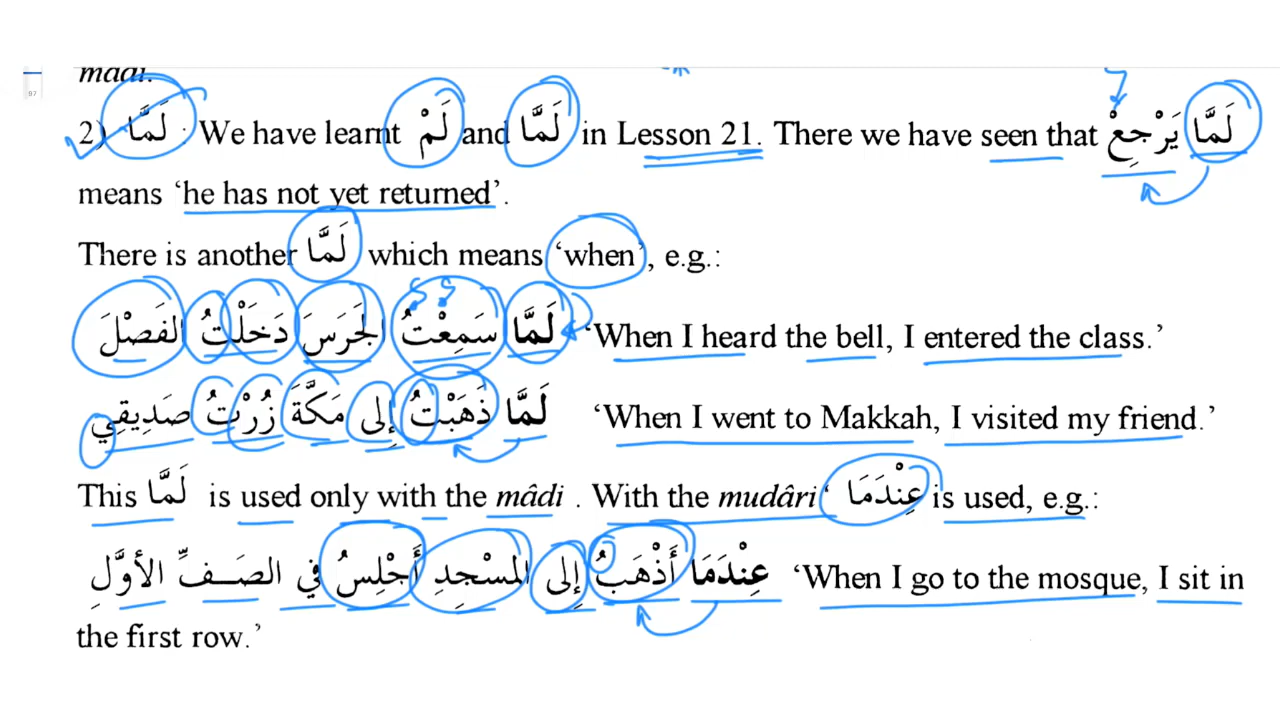 mâdi.
2) لَمَّا : We have learnt لَمْ and لَمَّا in Lesson 21. There we have seen that لَمَّا يَرْجِعْ
means ‘he has not yet returned’.
There is another لَمَّا which means ‘when’, e.g.:
لَمَّا سَمِعْتُ الجَرَسَ دَخَلْتُ الفَصْلَ ‘When I heard the bell, I entered the class.’
لَمَّا ذَهَبْتُ إِلى مَكَّةَ زُرْتُ صَدِيقِي ‘When I went to Makkah, I visited my friend.’
This لَمَّا is used only with the mâdi . With the mudâri‘ عِنْدَمَا is used, e.g.:
عِنْدَمَا أَذْهَبُ إِلى المَسْجِدِ أَجْلِسُ في الصَـفِّ الأَوَّلِ ‘When I go to the mosque, I sit in
the first row.’